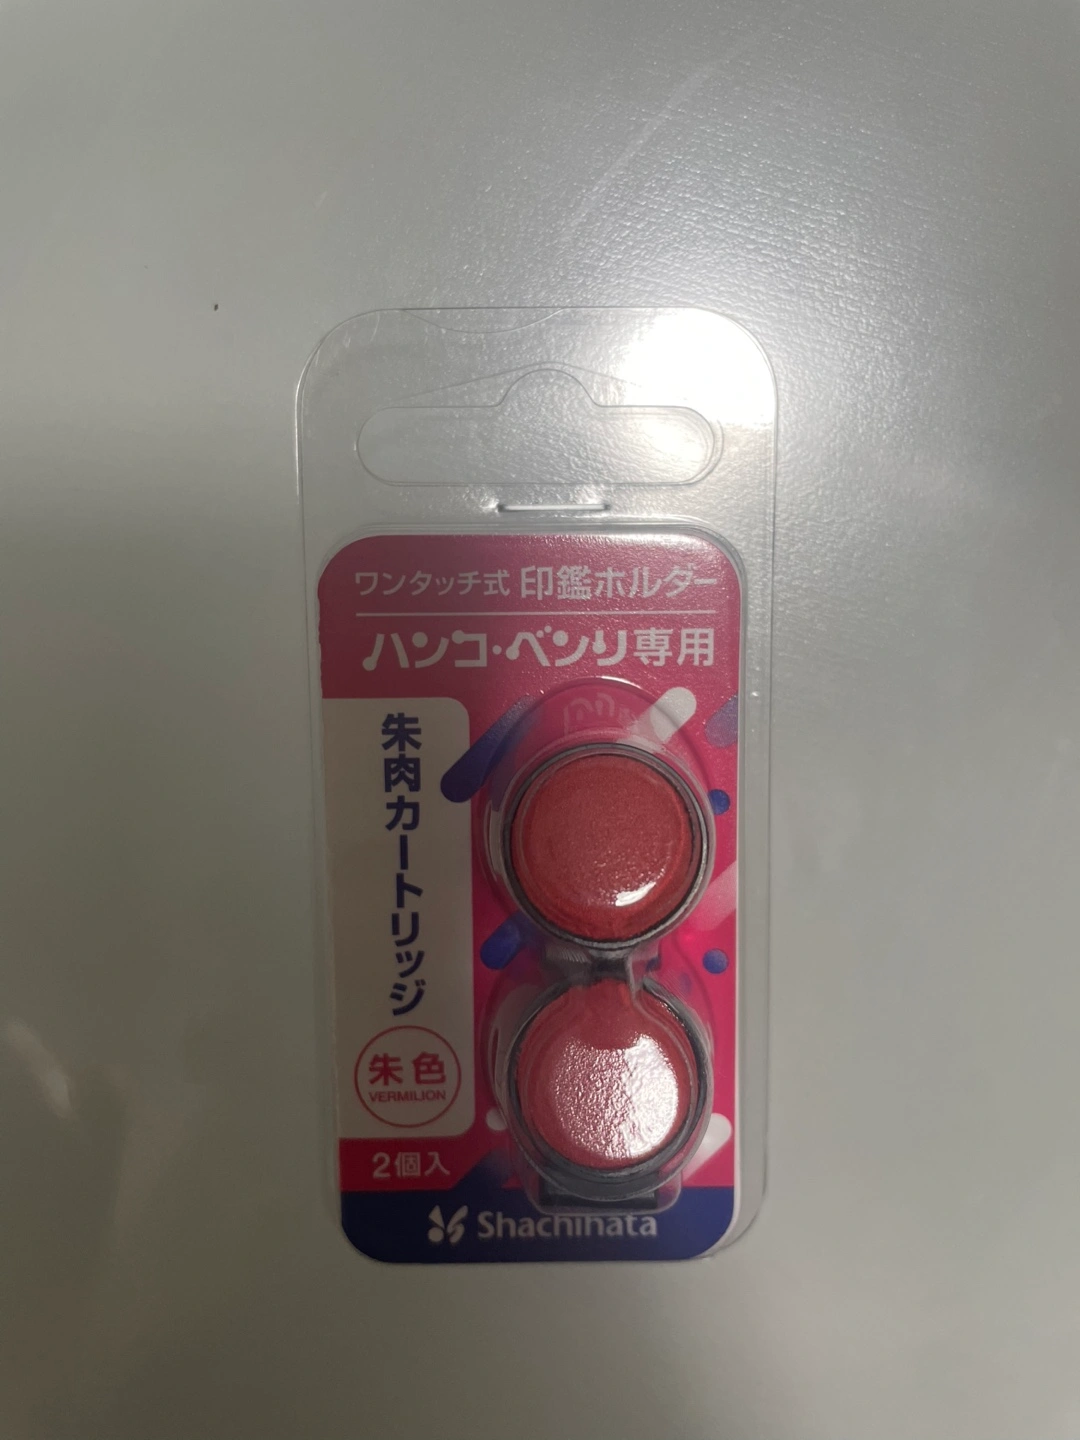 ワンタッチ式 印鑑ホルダー
ハンコ・ベンリ専用
朱肉カートリッジ
朱色
VERMILION
2個入
Shachihata